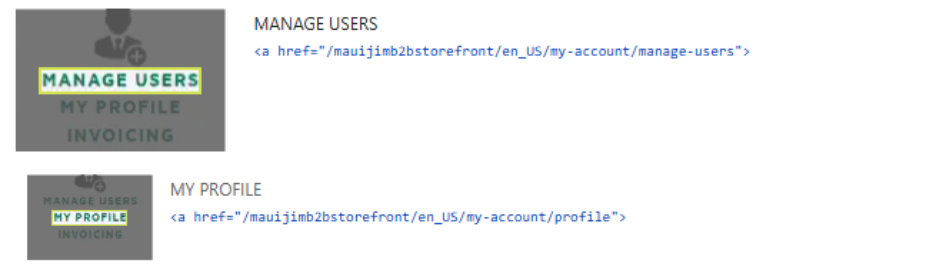 MANAGE USERS
MY PROFILE
INVOICING
MANAGE USERS
<a href="/mauijimb2bstorefront/en_US/my-account/manage-users">
MANAGE USERS
MY PROFILE
INVOICING
MY PROFILE
<a href="/mauijimb2bstorefront/en_US/my-account/profile">